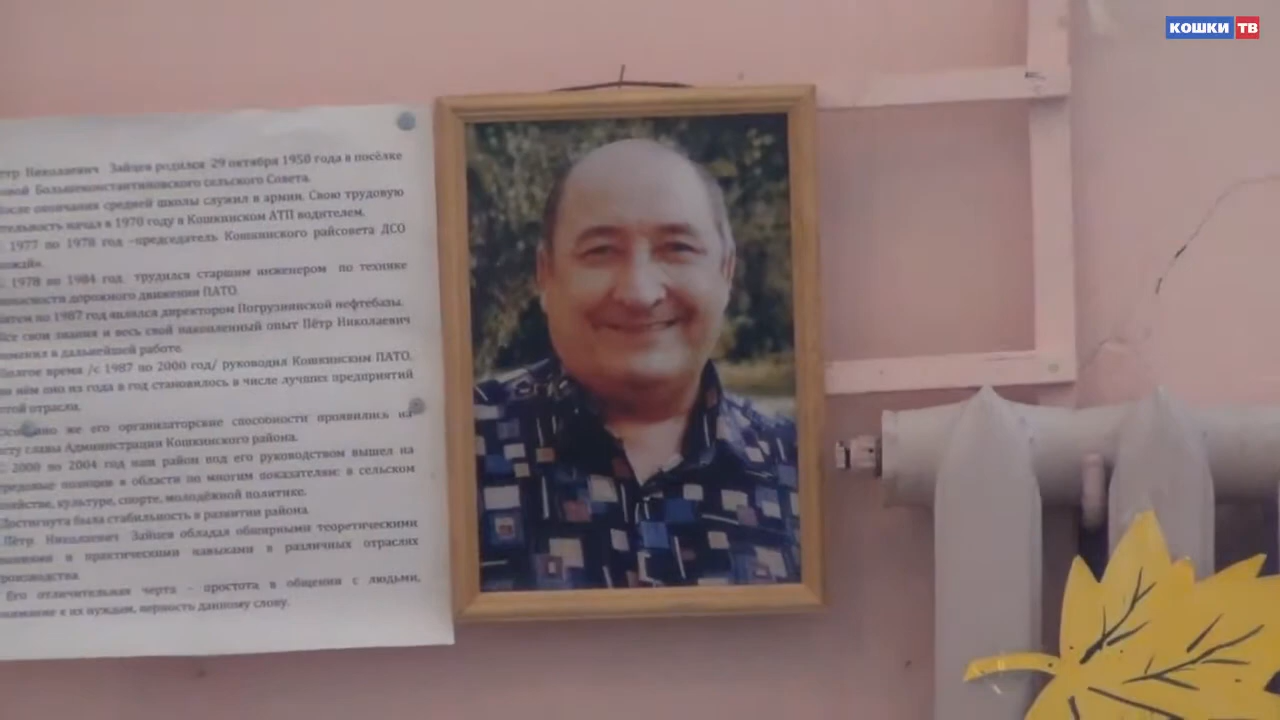 КОШКИ ТВ
Николаевич Зайцев родился 29 октября 1950 года в посёлке
Большеконстантиновского сельского Совета.
после окончания средней школы служил в армии. Свою трудовую
начал в 1970 году в Кошкинском АТП водителем.
1977 по 1978 год -председатель Кошкинского райсовета ДСО
1978 по 1984 год трудился старшим инженером по технике
дорожного движения ПАТО.
по 1987 год являлся директором Погрузнинской нефтебазы.
все свои знания и весь свой накопленный опыт Пётр Николаевич
в дальнейшей работе.
Долгое время /с 1987 по 2000 год/ руководил Кошкинским ПАТО,
нём оно из года в год становилось в числе лучших предприятий
этой отрасли.
же его организаторские способности проявились на
главы Администрации Кошкинского района.
С 2000 по 2004 год наш район под его руководством вышел на
позиции в области по многим показателям: в сельском
культуре, спорте, молодёжной политике.
Достигнута была стабильность в развитии района.
Пётр Николаевич Зайцев обладал обширными теоретическими
и практическими навыками в различных отраслях
Его отличительная черта - простота в общении с людьми,
к их нуждам, верность данному слову.